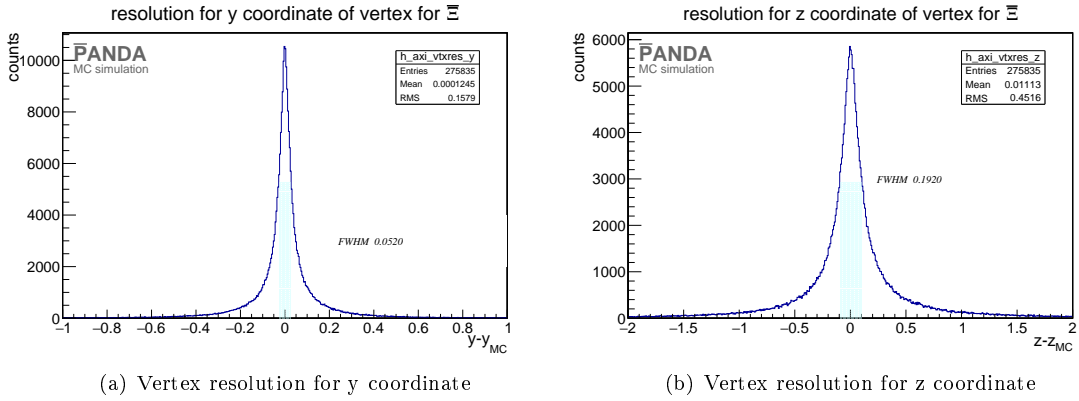 resolution for y coordinate of vertex for Ξ̅
counts
P̅ANDA
MC simulation
h_axi_vtxres_y
Entries 275835
Mean 0.0001245
RMS 0.1579
FWHM 0.0520
10000
8000
6000
4000
2000
0
−1 −0.8 −0.6 −0.4 −0.2 0 0.2 0.4 0.6 0.8 1
y-y_MC
(a) Vertex resolution for y coordinate
resolution for z coordinate of vertex for Ξ̅
counts
P̅ANDA
MC simulation
h_axi_vtxres_z
Entries 275835
Mean 0.01113
RMS 0.4516
FWHM 0.1920
6000
5000
4000
3000
2000
1000
0
−2 −1.5 −1 −0.5 0 0.5 1 1.5 2
z-z_MC
(b) Vertex resolution for z coordinate